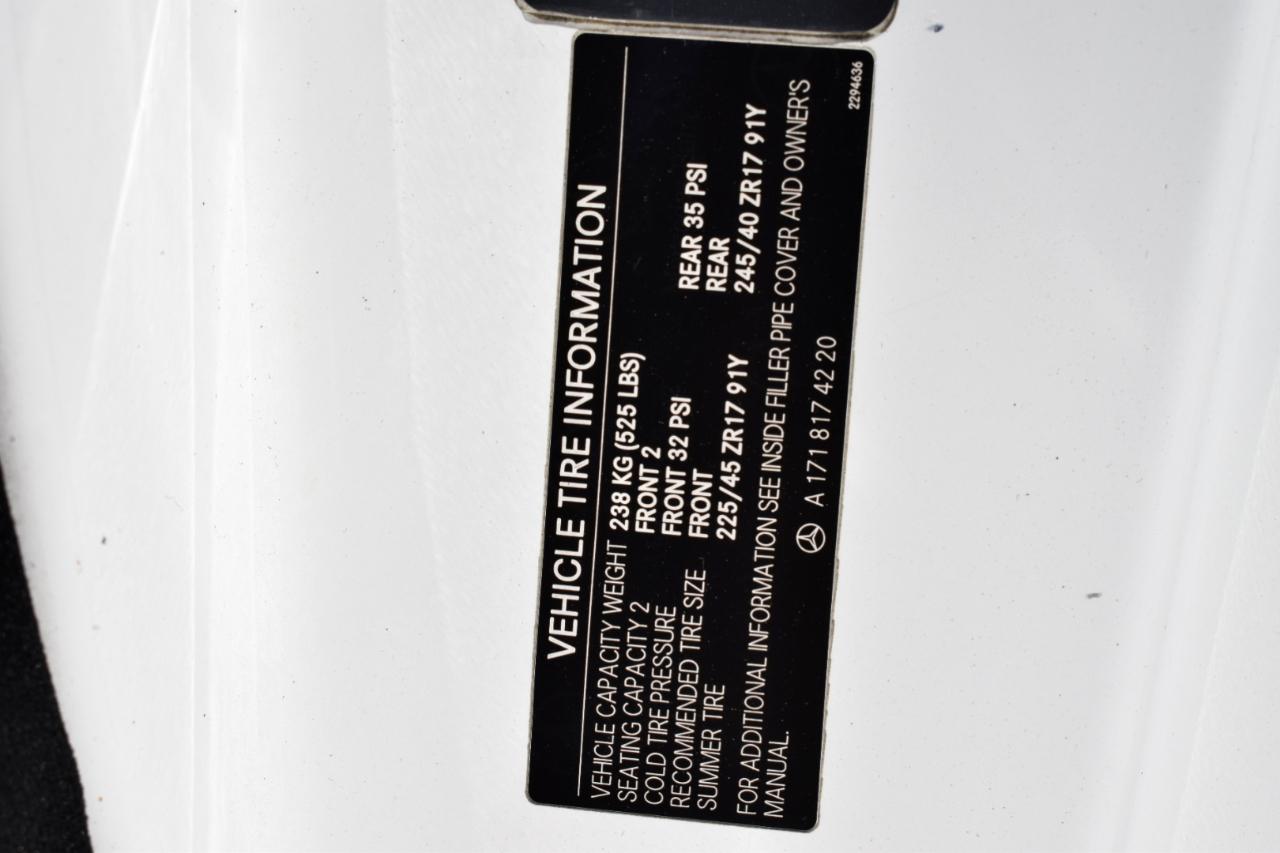 VEHICLE TIRE INFORMATION
VEHICLE CAPACITY WEIGHT 238 KG (525 LBS)
SEATING CAPACITY 2 FRONT 2
COLD TIRE PRESSURE FRONT 32 PSI REAR 35 PSI
RECOMMENDED TIRE SIZE FRONT REAR
SUMMER TIRE 225/45 ZR17 91Y 245/40 ZR17 91Y
FOR ADDITIONAL INFORMATION SEE INSIDE FILLER PIPE COVER AND OWNER'S
MANUAL.
A 171 817 42 20
2294636